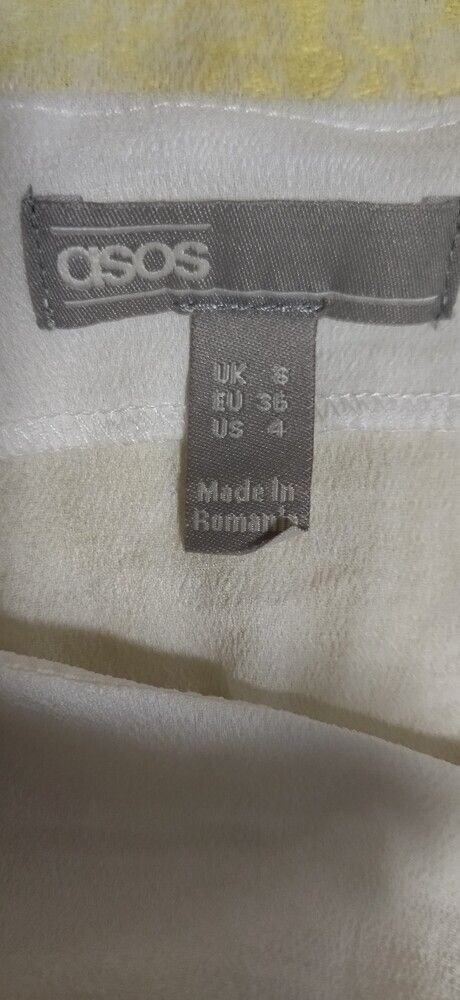 asos
UK 8
EU 36
US 4
Made in
Romania